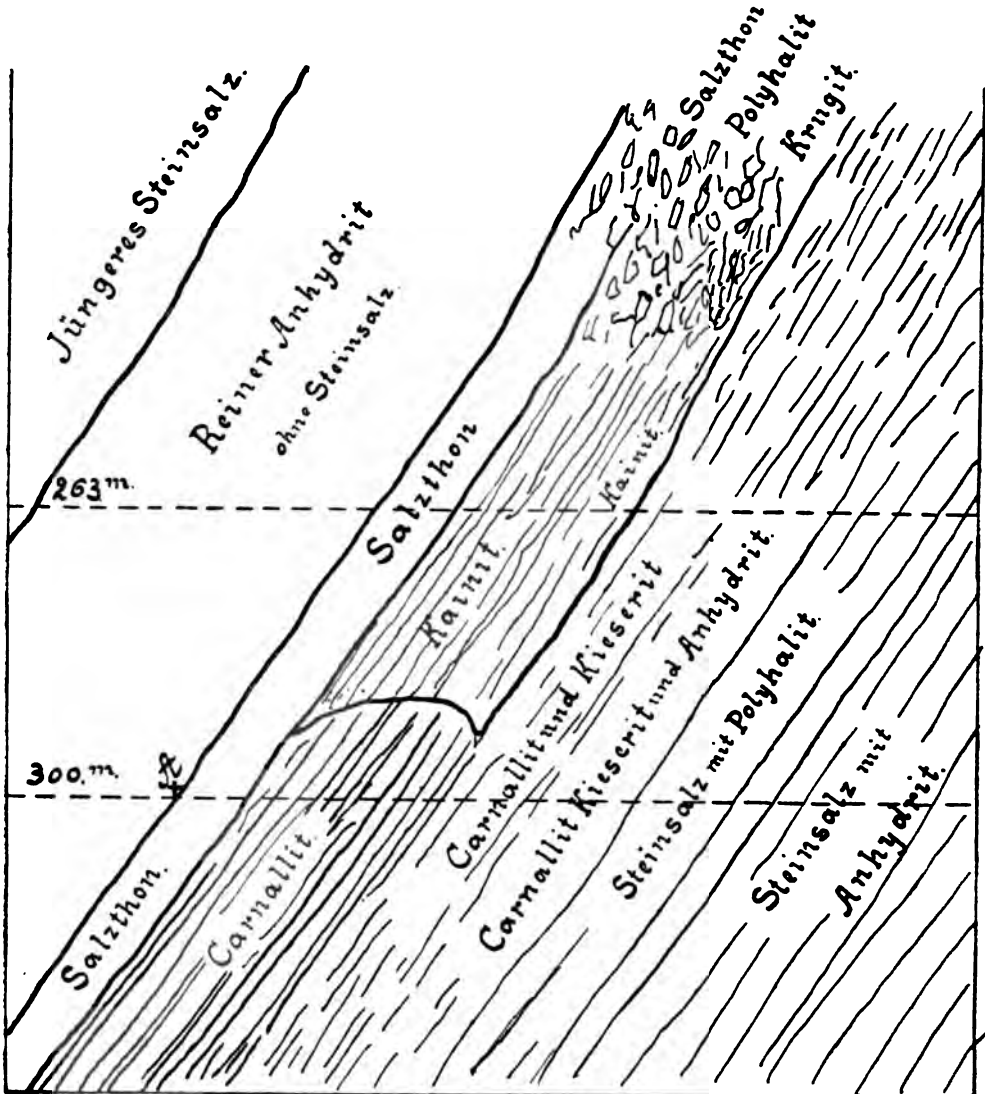 Salzthon
Polyhalit
Krugit.
Jüngeres Steinsalz.
Reiner Anhydrit
ohne Steinsalz
263 m.
Salzthon
Kainit.
Kainit.
300. m.
Salzthon.
Carnallit.
Carnallit und Kieserit
Carnallit Kieserit und Anhydrit.
Steinsalz mit Polyhalit.
Steinsalz mit
Anhydrit.